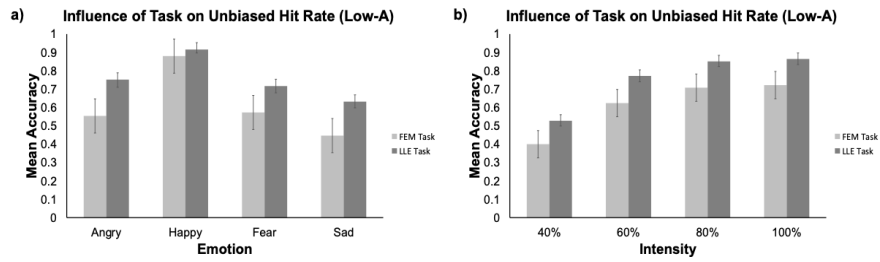 a) Influence of Task on Unbiased Hit Rate (Low-A)
1
0.9
0.8
0.7
0.6
0.5
0.4
0.3
0.2
0.1
0
Mean Accuracy
Angry Happy Fear Sad
Emotion
FEM Task
LLE Task
b) Influence of Task on Unbiased Hit Rate (Low-A)
1
0.9
0.8
0.7
0.6
0.5
0.4
0.3
0.2
0.1
0
Mean Accuracy
40% 60% 80% 100%
Intensity
FEM Task
LLE Task